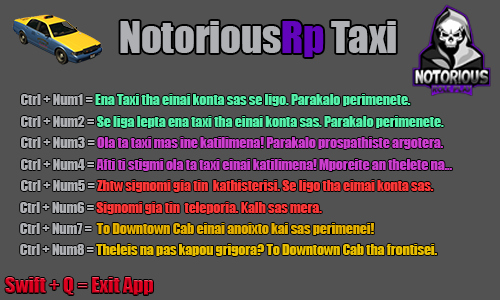 NotoriousRp Taxi
NOTORIOUS
Ctrl + Num1 = Ena Taxi tha einai konta sas se ligo. Parakalo perimenete.
Ctrl + Num2 = Se liga lepta ena taxi tha einai konta sas. Parakalo perimenete.
Ctrl + Num3 = Ola ta taxi mas ine katilimena! Parakalo prospathiste argotera.
Ctrl + Num4 = Afti ti stigmi ola ta taxi einai katilimena! Mporeite an thelete na...
Ctrl + Num5 = Zhtw signomi gia tin kathisterisi. Se ligo tha eimai konta sas.
Ctrl + Num6 = Signomi gia tin teleporia. Kalh sas mera.
Ctrl + Num7 = To Downtown Cab einai anoixto kai sas perimenei!
Ctrl + Num8 = Theleis na pas kapou grigora? To Downtown Cab tha frontisei.
Swift + Q = Exit App